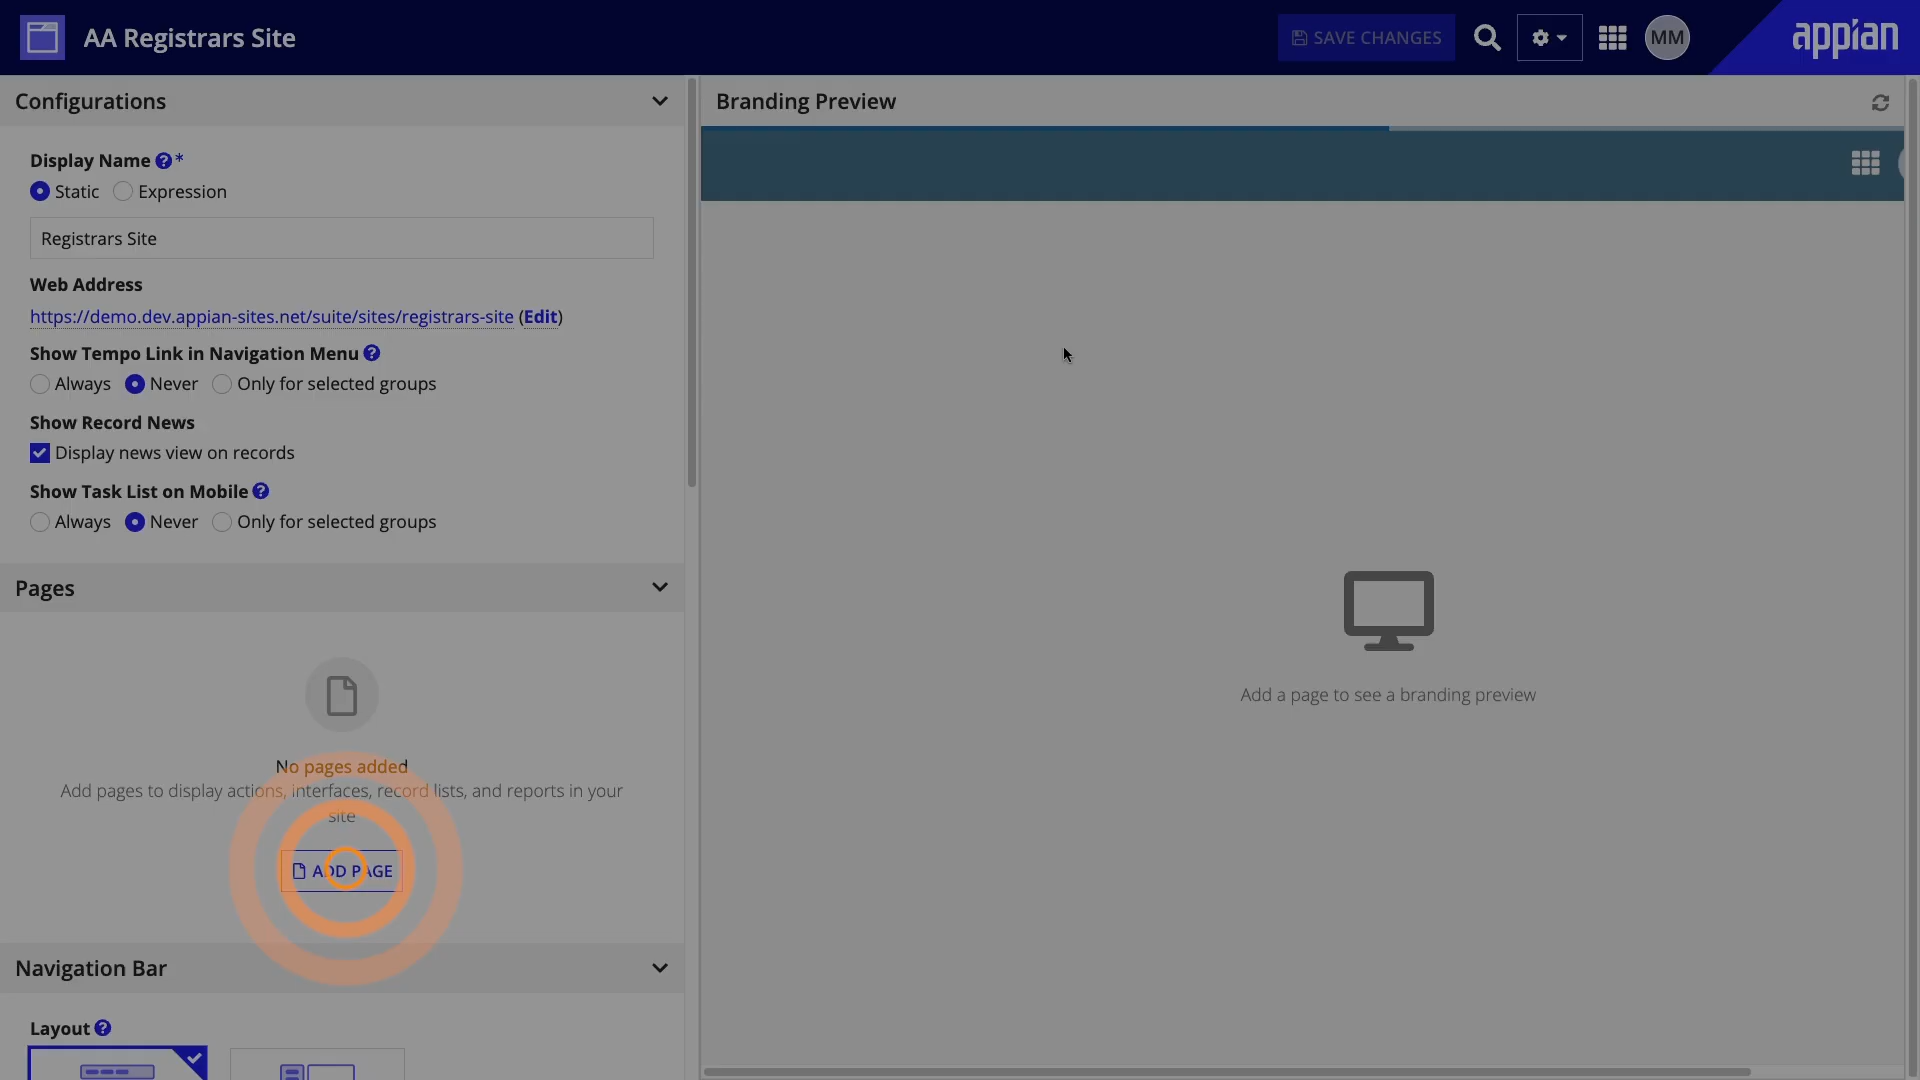 AA Registrars Site
SAVE CHANGES
MM
appian
Configurations
Display Name *
Static Expression
Registrars Site
Web Address
https://demo.dev.appian-sites.net/suite/sites/registrars-site (Edit)
Show Tempo Link in Navigation Menu
Always Never Only for selected groups
Show Record News
Display news view on records
Show Task List on Mobile
Always Never Only for selected groups
Pages
No pages added
Add pages to display actions, interfaces, record lists, and reports in your
site
ADD PAGE
Navigation Bar
Layout
Branding Preview
Add a page to see a branding preview